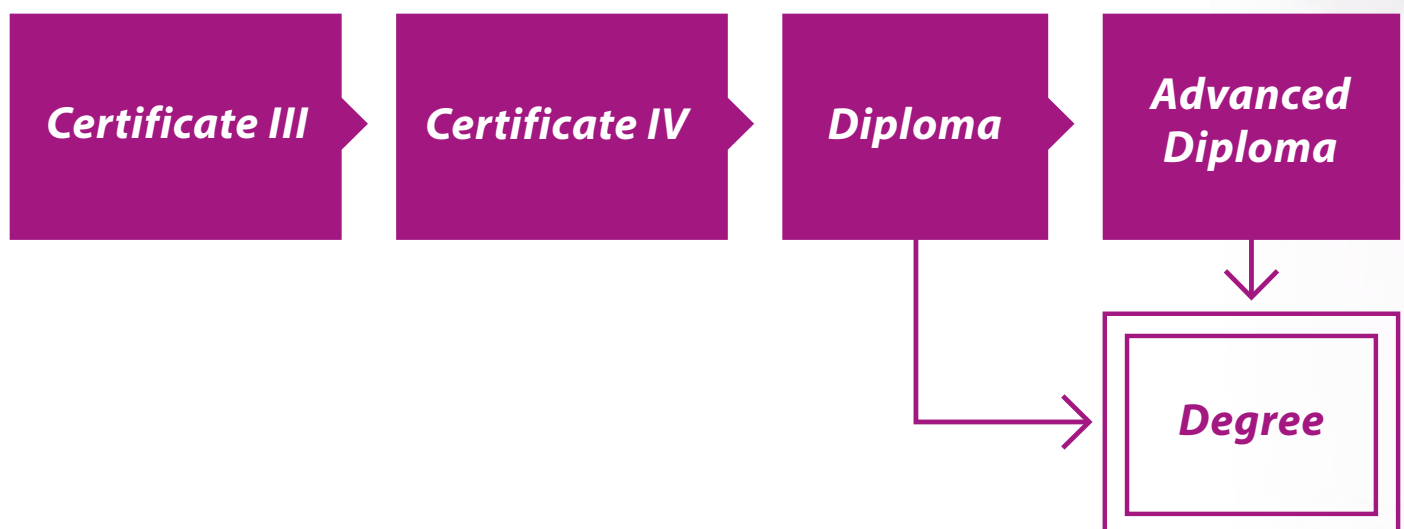 Certificate III
Certificate IV
Diploma
Advanced
Diploma
Degree